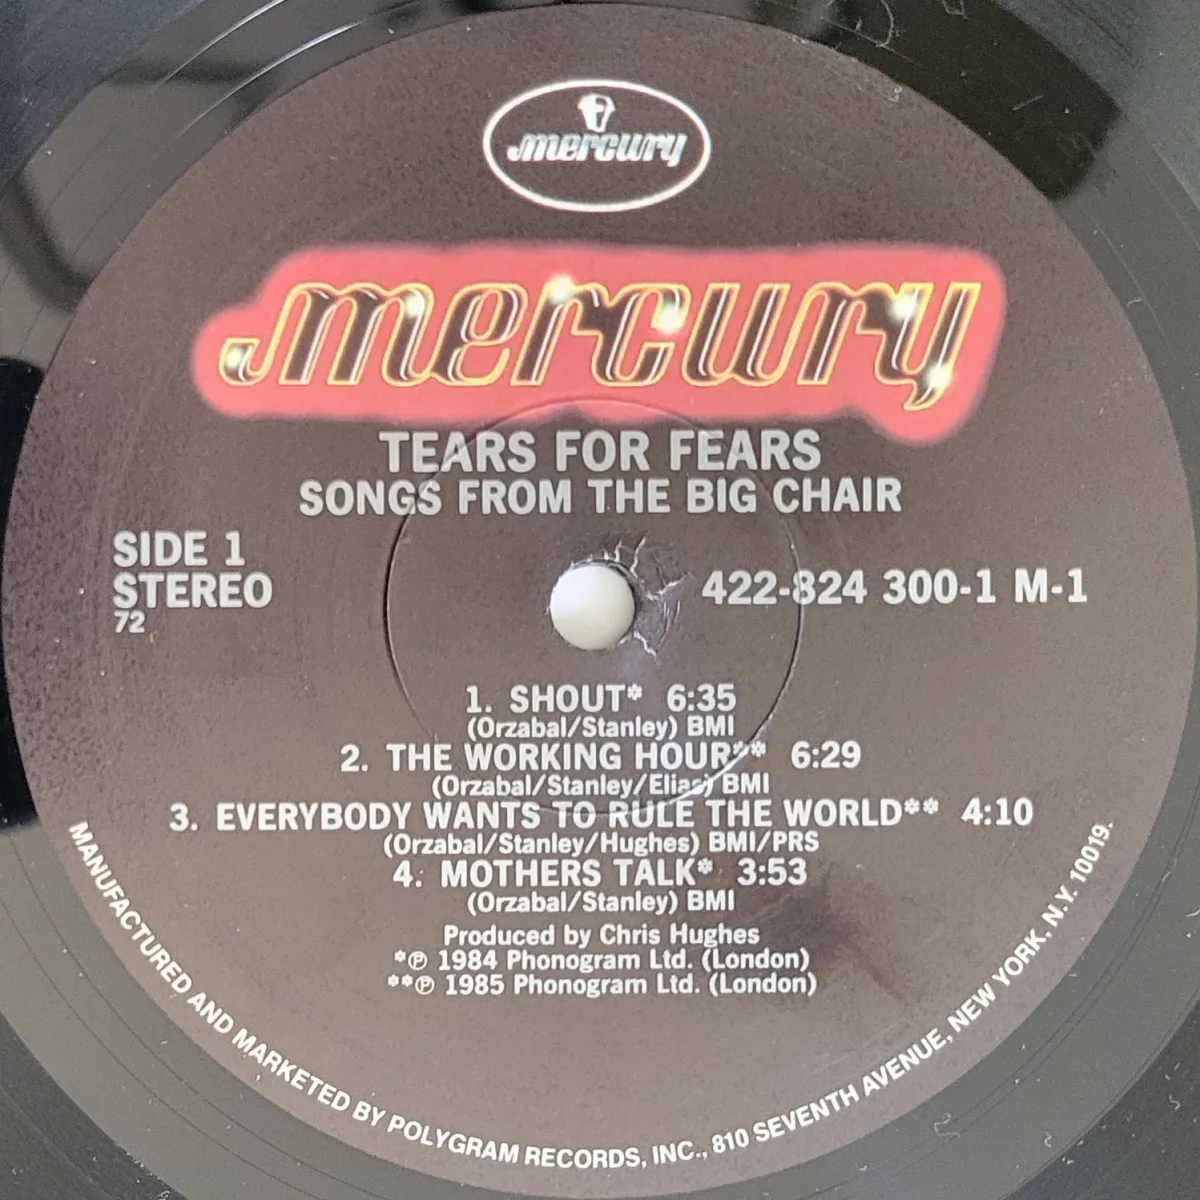 mercury
mercury
TEARS FOR FEARS
SONGS FROM THE BIG CHAIR
SIDE 1
STEREO
72
422-824 300-1 M-1
1. SHOUT* 6:35
(Orzabal/Stanley) BMI
2. THE WORKING HOUR** 6:29
(Orzabal/Stanley/Elias) BMI
3. EVERYBODY WANTS TO RULE THE WORLD** 4:10
(Orzabal/Stanley/Hughes) BMI/PRS
4. MOTHERS TALK* 3:53
(Orzabal/Stanley) BMI
Produced by Chris Hughes
*℗ 1984 Phonogram Ltd. (London)
**℗ 1985 Phonogram Ltd. (London)
MANUFACTURED AND MARKETED BY POLYGRAM RECORDS, INC., 810 SEVENTH AVENUE, NEW YORK, N.Y. 10019.